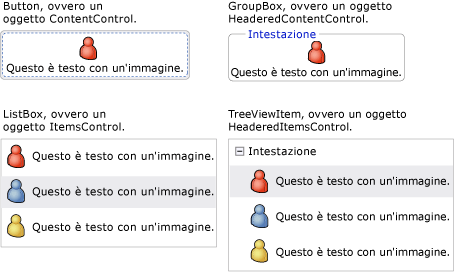 Button, ovvero un
oggetto ContentControl.
Questo è testo con un'immagine.
GroupBox, ovvero un oggetto
HeaderedContentControl.
Intestazione
Questo è testo con un'immagine.
ListBox, ovvero un
oggetto ItemsControl.
Questo è testo con un'immagine.
Questo è testo con un'immagine.
Questo è testo con un'immagine.
TreeViewItem, ovvero un oggetto
HeaderedItemsControl.
Intestazione
Questo è testo con un'immagine.
Questo è testo con un'immagine.
Questo è testo con un'immagine.